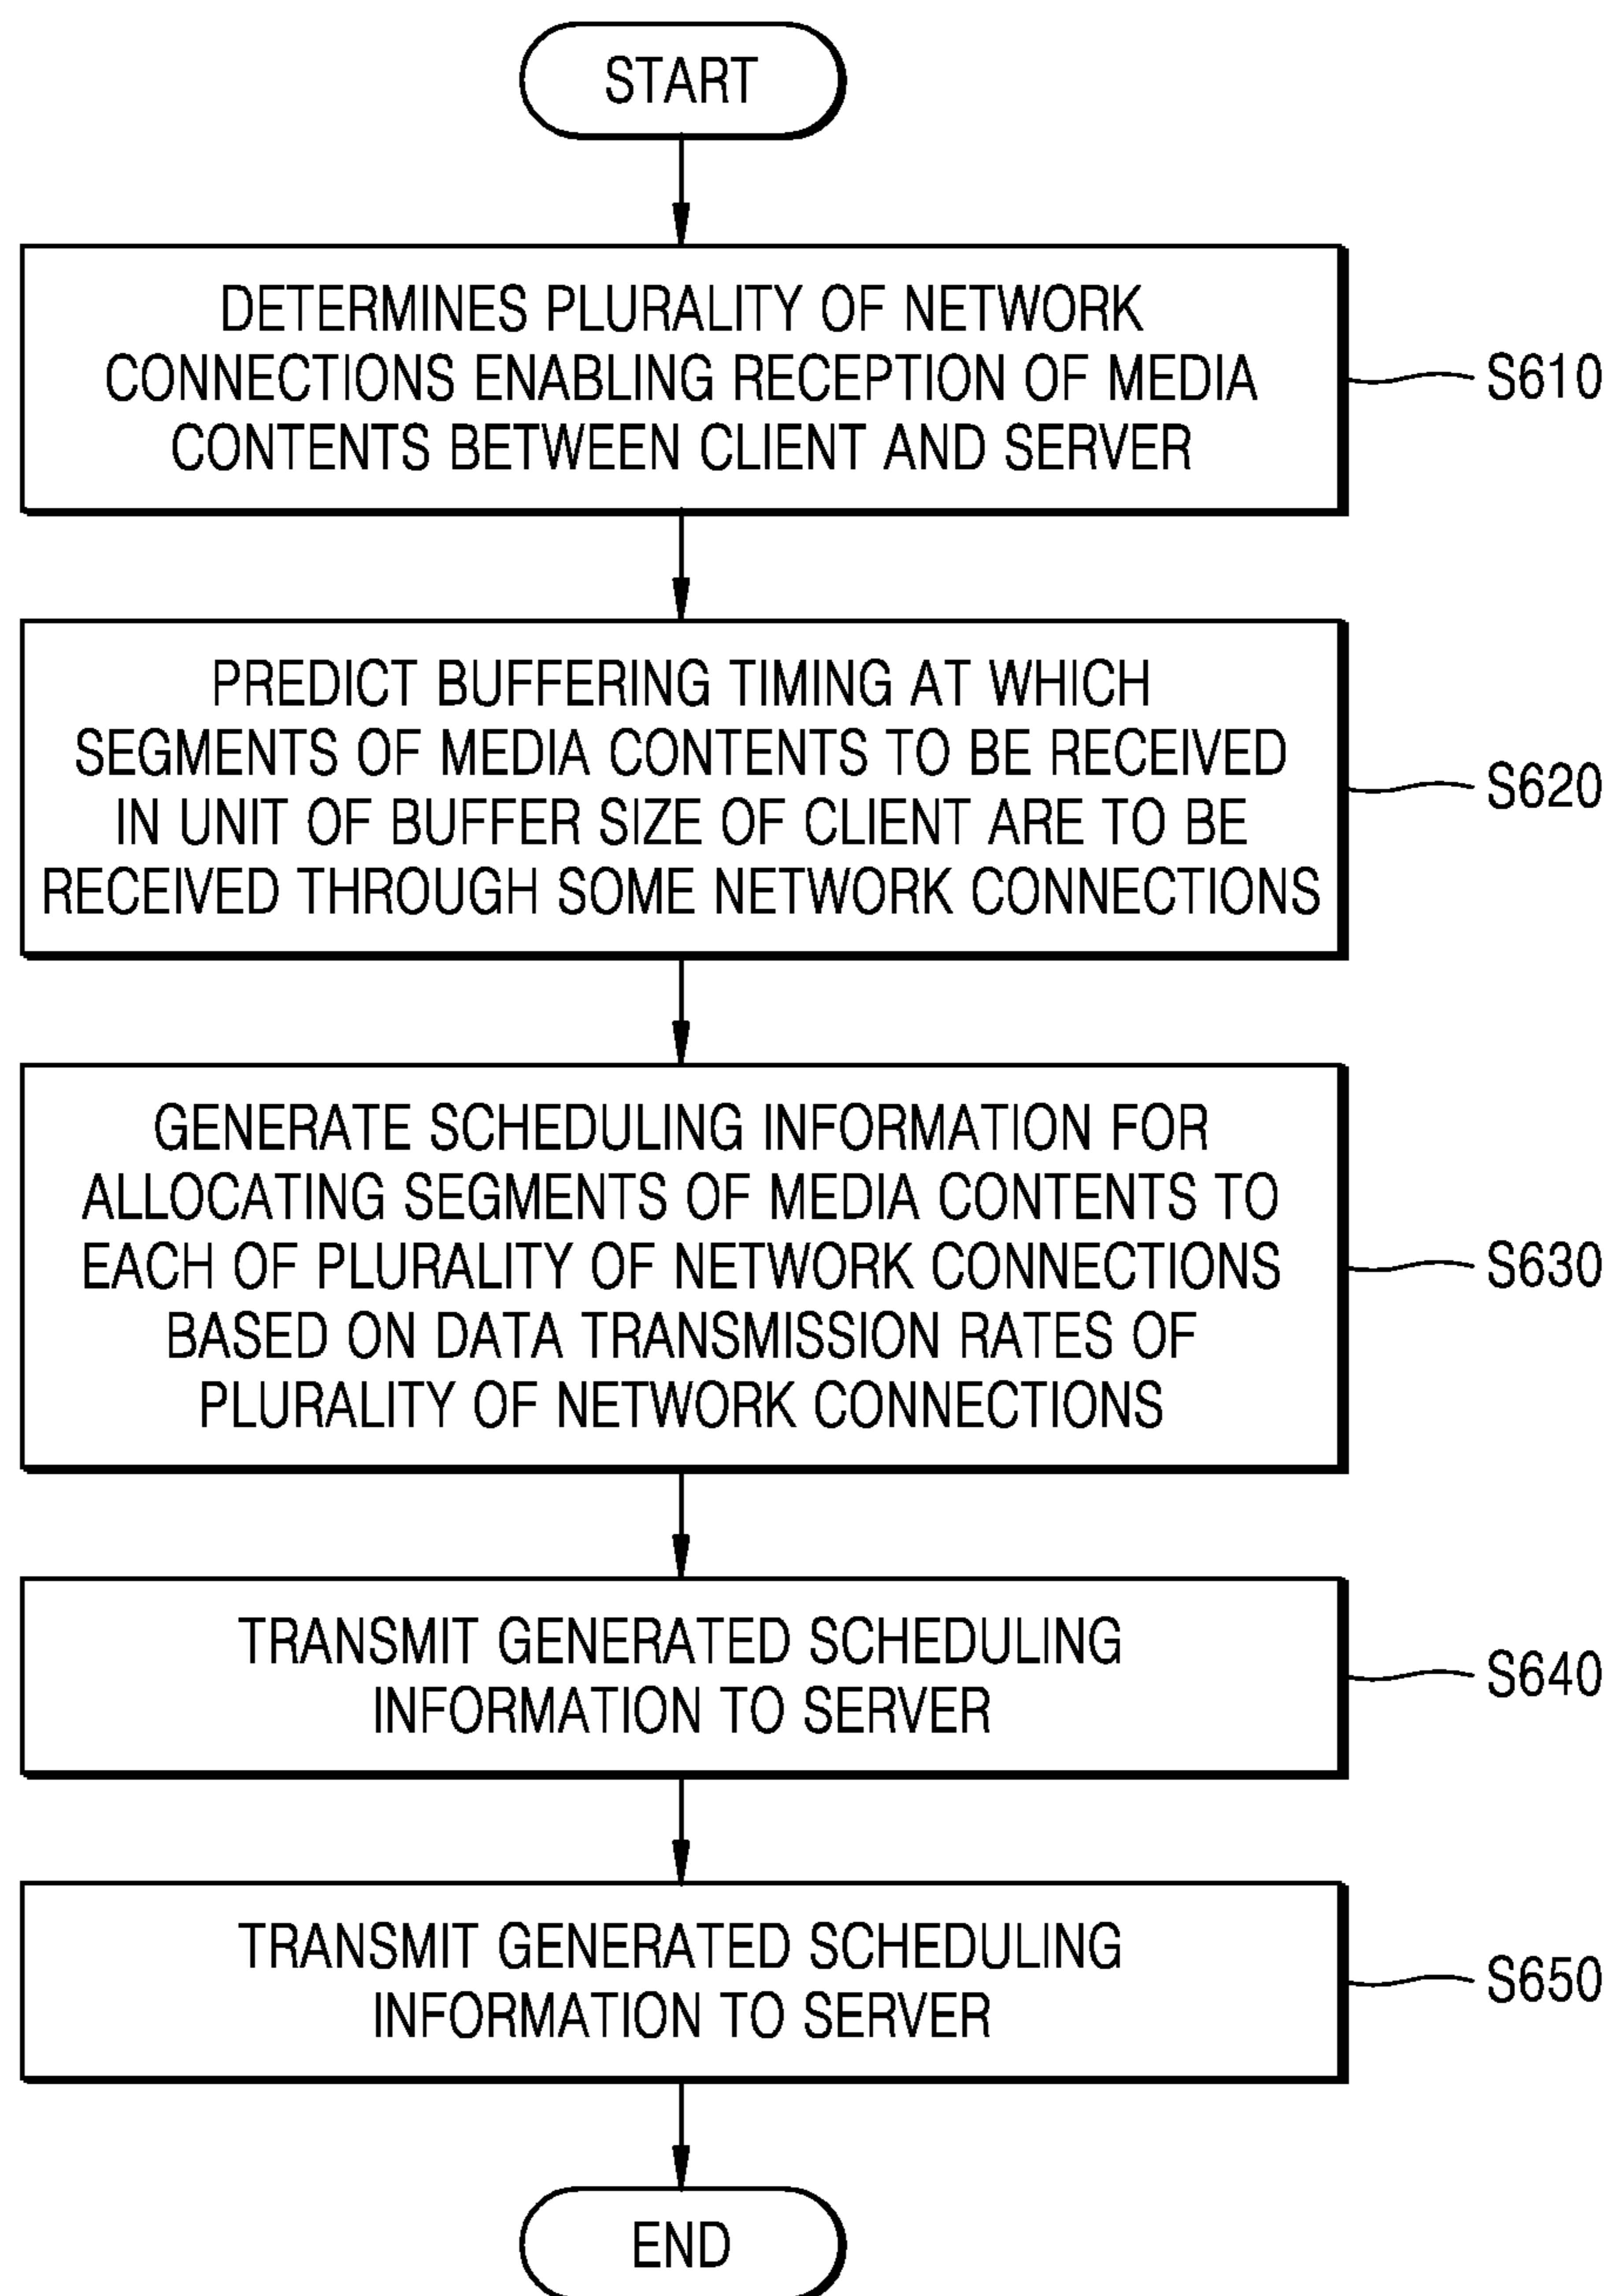 START
DETERMINES PLURALITY OF NETWORK
CONNECTIONS ENABLING RECEPTION OF MEDIA
CONTENTS BETWEEN CLIENT AND SERVER
S610
PREDICT BUFFERING TIMING AT WHICH
SEGMENTS OF MEDIA CONTENTS TO BE RECEIVED
IN UNIT OF BUFFER SIZE OF CLIENT ARE TO BE
RECEIVED THROUGH SOME NETWORK CONNECTIONS
S620
GENERATE SCHEDULING INFORMATION FOR
ALLOCATING SEGMENTS OF MEDIA CONTENTS TO
EACH OF PLURALITY OF NETWORK CONNECTIONS
BASED ON DATA TRANSMISSION RATES OF
PLURALITY OF NETWORK CONNECTIONS
S630
TRANSMIT GENERATED SCHEDULING
INFORMATION TO SERVER
S640
TRANSMIT GENERATED SCHEDULING
INFORMATION TO SERVER
S650
END